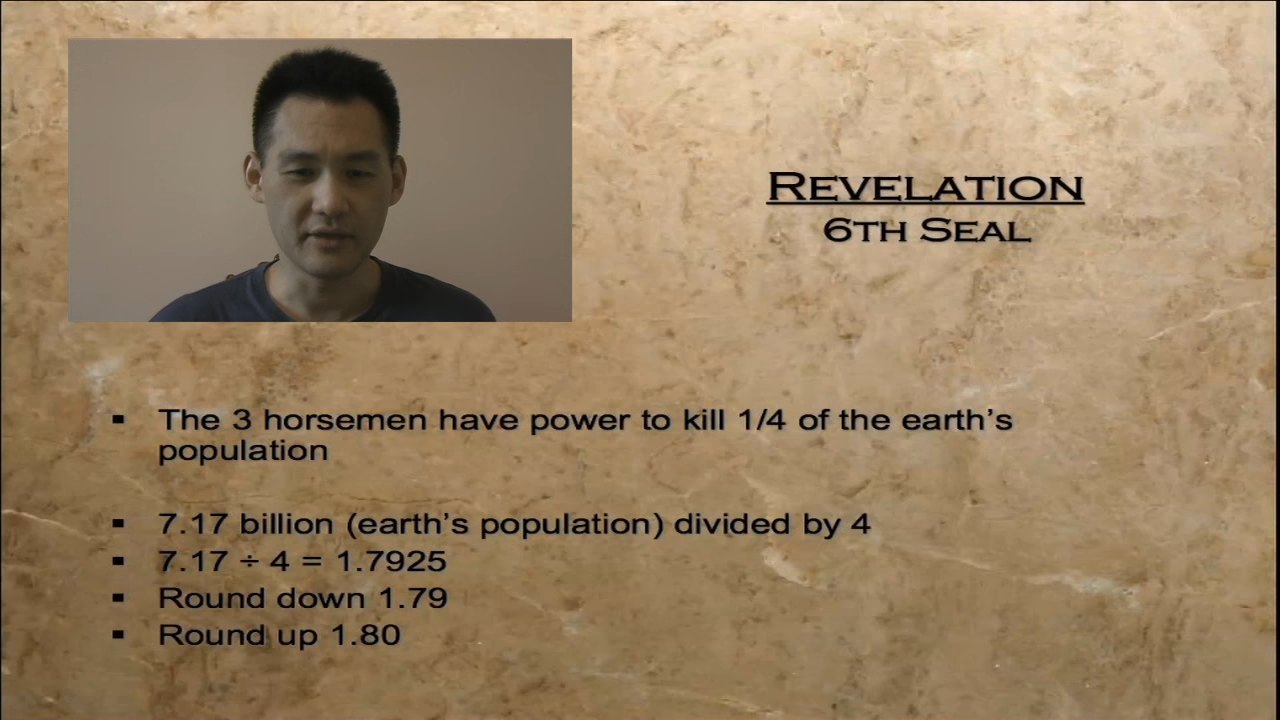 REVELATION
6TH SEAL
▪ The 3 horsemen have power to kill 1/4 of the earth’s
population
▪ 7.17 billion (earth’s population) divided by 4
▪ 7.17 ÷ 4 = 1.7925
▪ Round down 1.79
▪ Round up 1.80